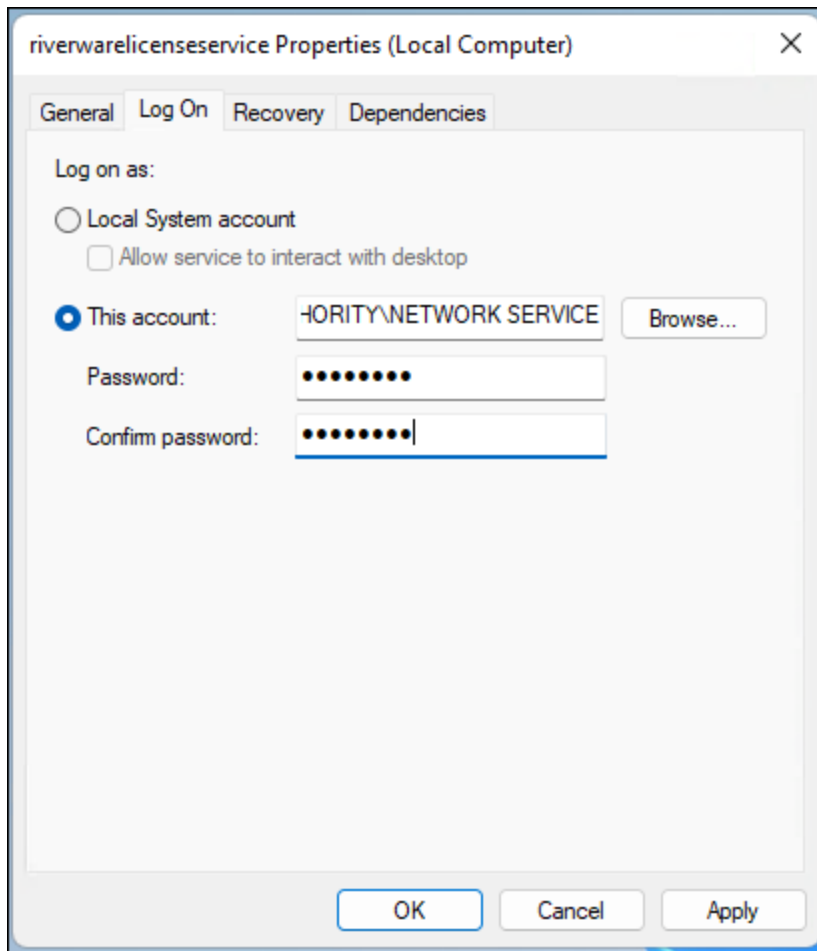 riverwarelicenseservice Properties (Local Computer)
General Log On Recovery Dependencies
Log on as:
Local System account
Allow service to interact with desktop
This account: HORITY\NETWORK SERVICE Browse...
Password: ●●●●●●●●
Confirm password: ●●●●●●●●
OK Cancel Apply